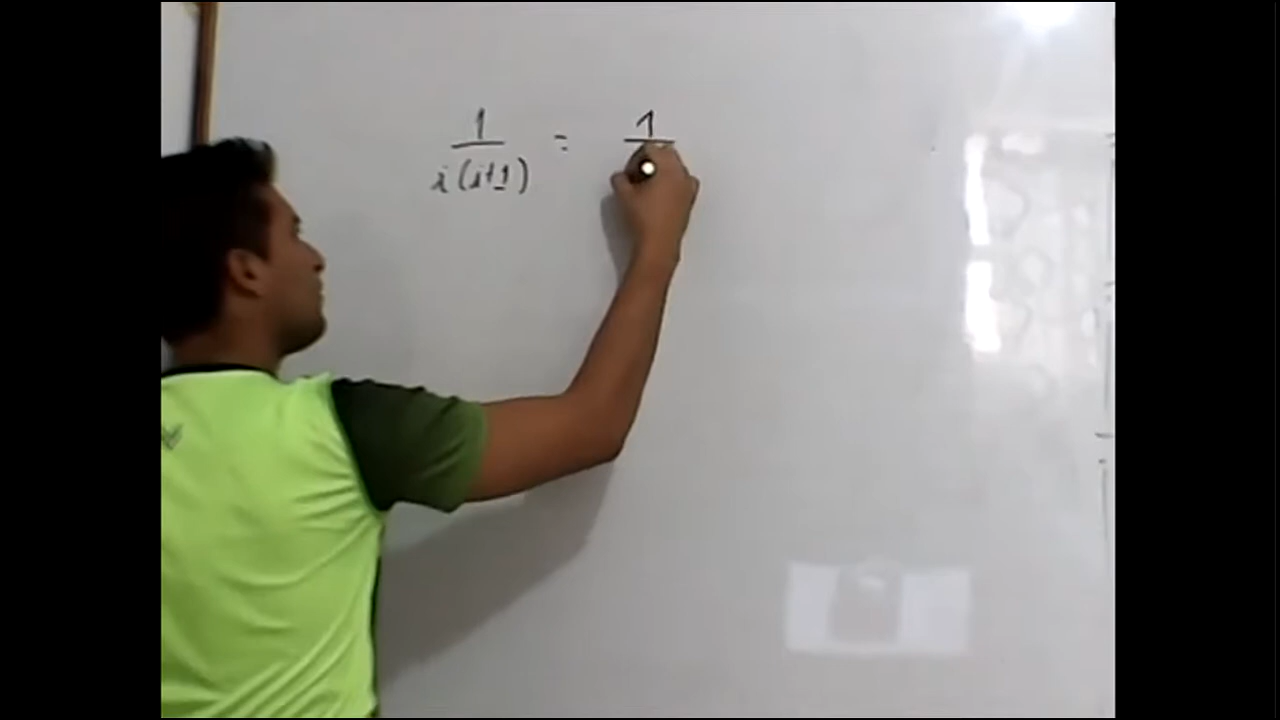 1/(i(i+1)) = 1/